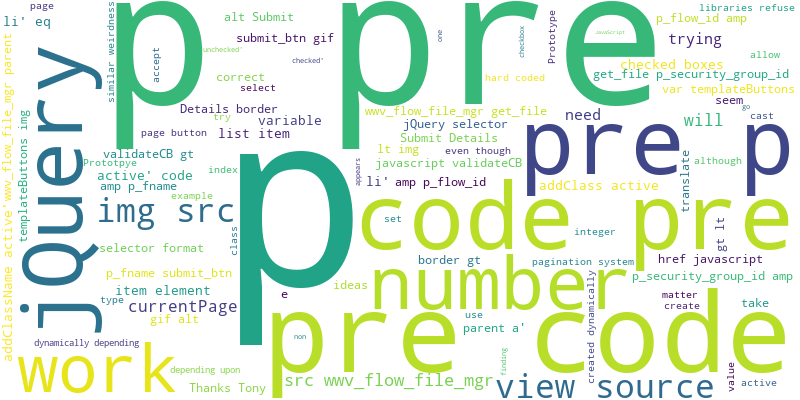 page
li' eq
similar weirdness
alt Submit
submit_btn gif
unchecked'
checked'
accept
correct
select
p pre
one
hard coded
checkbox
Prototype
JavaScript
libraries refuse
p_flow_id amp
trying
checked boxes
allow
get_file p_security_group_id
var templateButtons
seem
go
cast
addClassName active'
wwv_flow_file_mgr parent
templateButtons img
jQuery
Details border
try
variable
page button
list item
wwv_flow_file_mgr get_file
jQuery selector
Submit Details
even though
need
will
pre p
validateCB gt
Prototpye
active' code
index
lt img
javascript validateCB
appears
li'
amp p_flow_id
addClass active
translate
although
amp p_fname
example
img src
p
code pre
set
integer
class
selector format
gt lt
p_fname submit_btn
item element
type
currentPage
e
ideas
border gt
number
pagination system
href javascript
p_security_group_id amp
matter
create
created dynamically
take
use
parent a'
gif alt
pre code
dynamically depending
work
depending upon
Thanks Tony
non
src wwv_flow_file_mgr
finding
view source
value
active